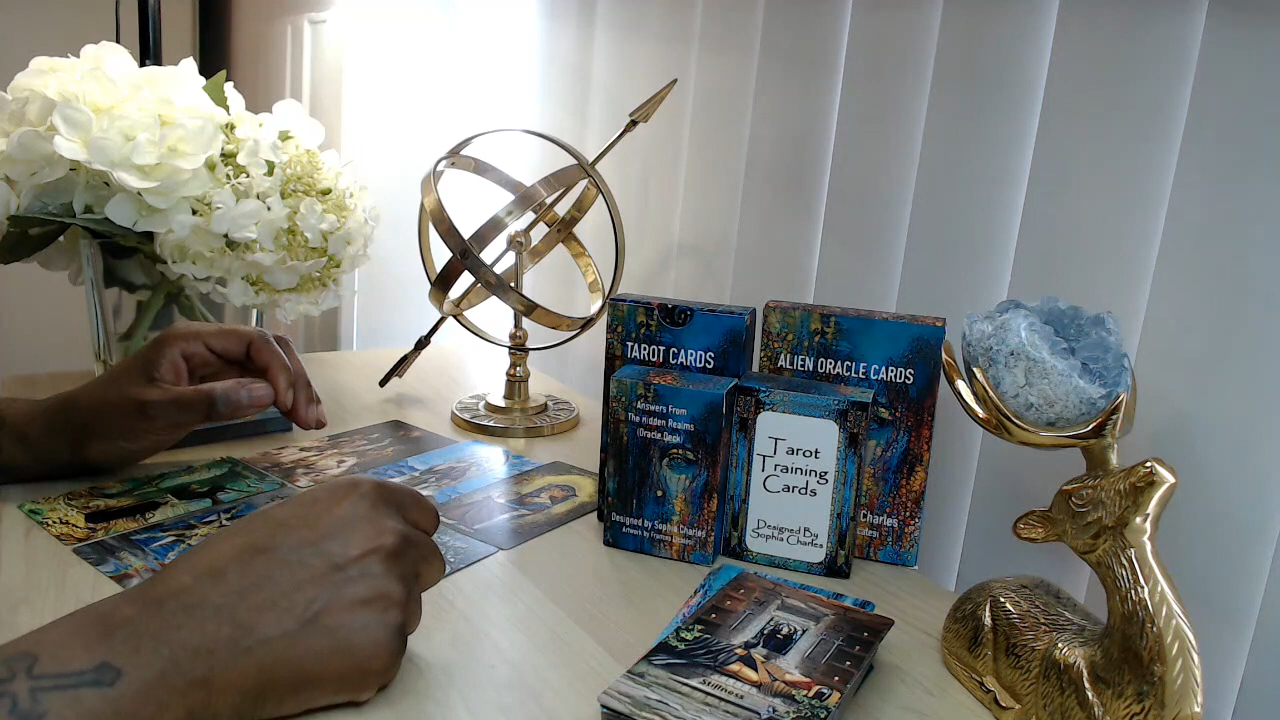 TAROT CARDS
ALIEN ORACLE CARDS
Answers From
The Hidden Realms
(Oracle Deck)
Designed by Sophia Charles
Tarot
Training
Cards
Designed By
Sophia Charles
Charles
Stillness